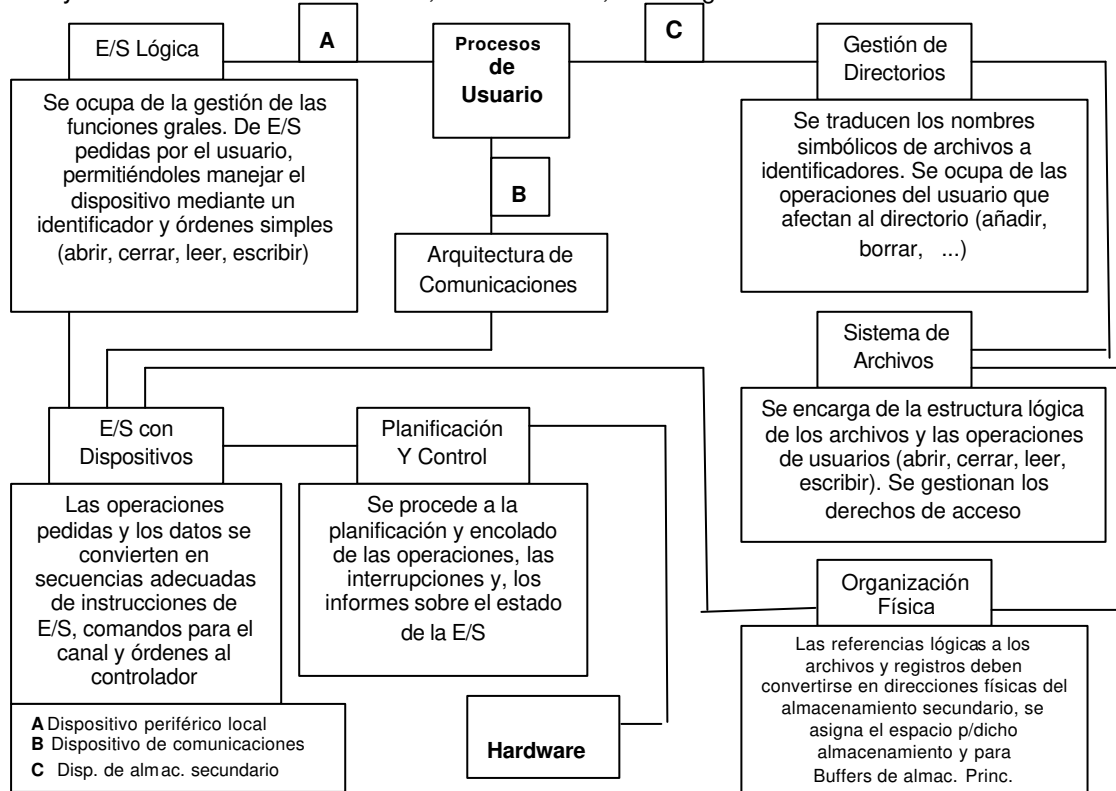 E/S Lógica
Se ocupa de la gestión de las
funciones grales. De E/S
pedidas por el usuario,
permitiéndoles manejar el
dispositivo mediante un
identificador y órdenes simples
(abrir, cerrar, leer, escribir)
A
Procesos
de
Usuario
C
B
Arquitectura de
Comunicaciones
Gestión de
Directorios
Se traducen los nombres
simbólicos de archivos a
identificadores. Se ocupa de las
operaciones del usuario que
afectan al directorio (añadir,
borrar, ...)
Sistema de
Archivos
Se encarga de la estructura lógica
de los archivos y las operaciones
de usuarios (abrir, cerrar, leer,
escribir). Se gestionan los
derechos de acceso
E/S con
Dispositivos
Las operaciones
pedidas y los datos se
convierten en
secuencias adecuadas
de instrucciones de
E/S, comandos para el
canal y órdenes al
controlador
Planificación
Y Control
Se procede a la
planificación y encolado
de las operaciones, las
interrupciones y, los
informes sobre el estado
de la E/S
Organización
Física
Las referencias lógicas a los
archivos y registros deben
convertirse en direcciones físicas del
almacenamiento secundario, se
asigna el espacio p/dicho
almacenamiento y para
Buffers de almac. Princ.
Hardware
A Dispositivo periférico local
B Dispositivo de comunicaciones
C Disp. de almac. secundario